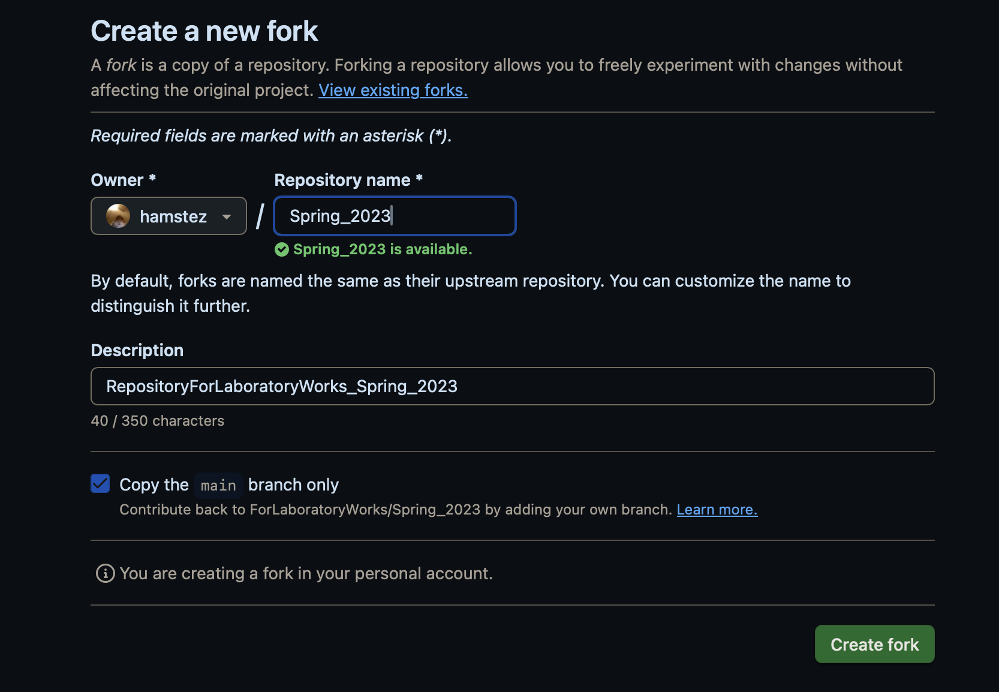 Create a new fork
A fork is a copy of a repository. Forking a repository allows you to freely experiment with changes without
affecting the original project. View existing forks.
Required fields are marked with an asterisk (*).
Owner * Repository name *
hamstez / Spring_2023
Spring_2023 is available.
By default, forks are named the same as their upstream repository. You can customize the name to
distinguish it further.
Description
RepositoryForLaboratoryWorks_Spring_2023
40 / 350 characters
Copy the main branch only
Contribute back to ForLaboratoryWorks/Spring_2023 by adding your own branch. Learn more.
You are creating a fork in your personal account.
Create fork